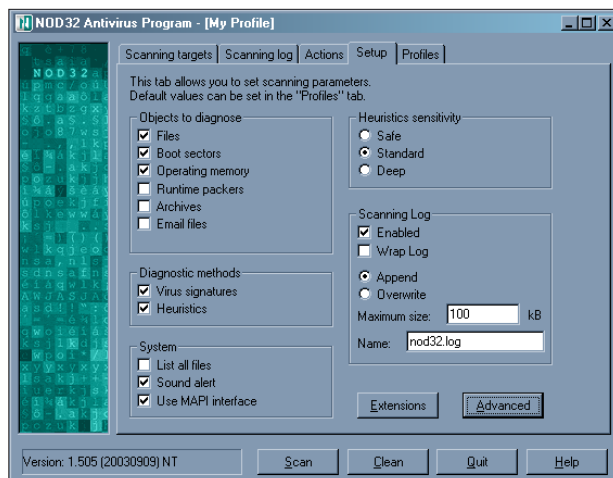 NOD32 Antivirus Program - [My Profile]
NOD32
Scanning targets
Scanning log
Actions
Setup
Profiles
This tab allows you to set scanning parameters.
Default values can be set in the "Profiles" tab.
Objects to diagnose
Files
Boot sectors
Operating memory
Runtime packers
Archives
Email files
Diagnostic methods
Virus signatures
Heuristics
System
List all files
Sound alert
Use MAPI interface
Heuristics sensitivity
Safe
Standard
Deep
Scanning Log
Enabled
Wrap Log
Append
Overwrite
Maximum size: 100 kB
Name: nod32.log
Extensions
Advanced
Version: 1.505 (20030909) NT
Scan
Clean
Quit
Help